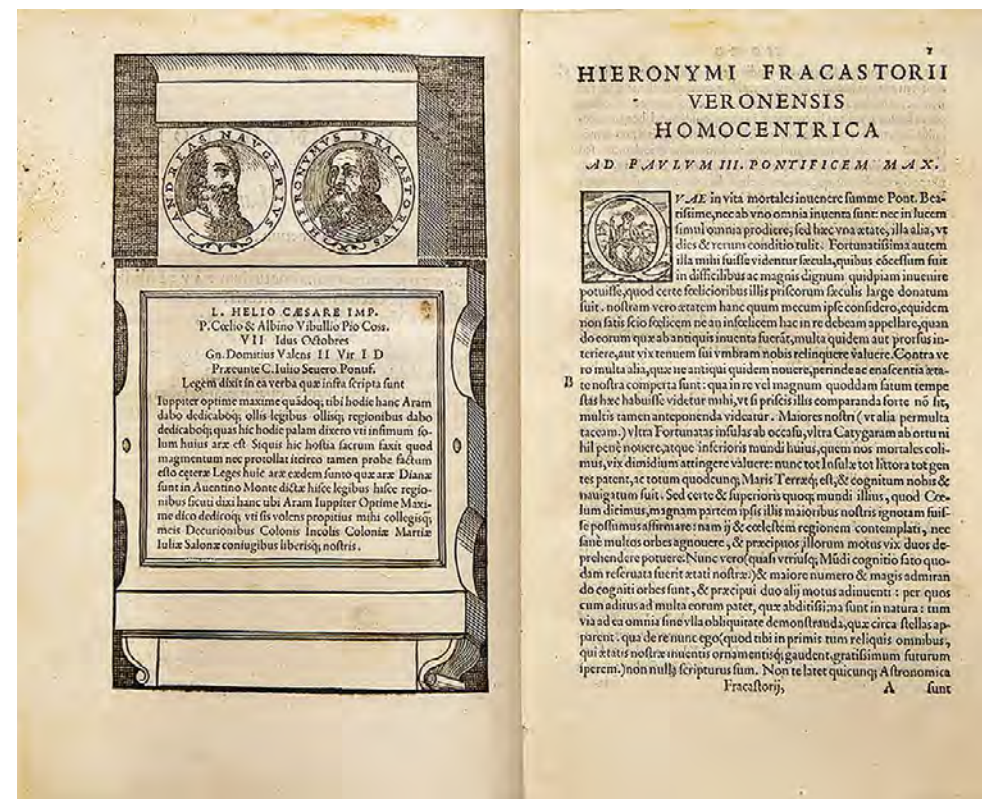 ANDREAS NAVGERIVS
HIERONYMVS FRACASTORIVS
L. HELIO CÆSARE IMP.
P. Cœlio & Albino Vibullio Pio Coss.
VII Idus Octobres
Gn. Domitius Valens II Vir I D
Præeunte C. Iulio Seuero Pontif.
Legem dixit in ea verba quæ infra scripta sunt
Iuppiter optime maxime quãdoq; tibi hodie hanc Aram
dabo dedicaboq; ollis legibus ollisq; regionibus dabo
dedicaboq; quas hic hodie palam dixero vti infimum so-
lum huius aræ est Siquis hic hostia sacrum faxit quod
magmentum nec protollat itcirco tamen probe factum
esto ceteræ Leges huic aræ eædem sunto quæ aræ Dianæ
sunt in Auentino Monte dictæ hisce legibus hisce regio-
nibus sicuti dixi hanc ubi Aram Iuppiter Optime Maxi-
me dico dedicoq; vti sis volens propitius mihi collegisq;
meis Decurionibus Colonis Incolis Coloniæ Martiæ
Iuliæ Salonæ coniugibus liberisq; nostris.
HIERONYMI FRACASTORII
VERONENSIS
HOMOCENTRICA
AD PAVLVM III. PONTIFICEM MAX.
QVAE in vita mortales inuenere summe Pont. Bea-
tissime, nec ab vno omnia inuenta sunt: nec in lucem
simul omnia prodiere, sed hæc vna ætate, illa alia, vt
dies & rerum conditio tulit. Fortunatissima autem
illa mihi fuisse videntur sæcula, quibus cõcessum fuit
in difficilibus ac magnis dignum quidpiam inuenire
potuisse, quod certe fœlicioribus illis priscorum sæculis large donatum
fuit. nostram vero ætatem hanc quum mecum ipse considero, equidem
non satis scio fœlicem ne an infœlicem hac in re debeam appellare, quan
do eorum quæ ab antiquis inuenta fuerãt, multa quidem aut prorsus in-
teriere, aut vix tenuem sui vmbram nobis relinquere valuere. Contra ve
ro multa alia, quæ ne antiqui quidem nouere, perinde ac enascentia æta-
B te nostra comperta sunt: qua in re vel magnum quoddam fatum tempe
stas hæc habuisse videtur mihi, vt si priscis illis comparanda forte nõ sit,
multis tamen anteponenda videatur. Maiores nostri (vt alia permulta
taceam.) vltra Fortunatas insulas ab occasu, vltra Catygaram ab ortu ni
hil penè nouere, atque inferioris mundi huius, quem nos mortales coli-
mus, vix dimidium attingere valuere: nunc tot Insulæ tot littora tot gen
tes patent, ac totum quodcunq; Maris Terræq; est, & cognitum nobis &
nauigatum fuit. Sed certe & superioris quoq; mundi illius, quod Cœ-
lum dicimus, magnam partem ipsis illis maioribus nostris ignotam fuis-
se possumus affirmare: nam ij & cœlestem regionem contemplati, nec
sanè multos orbes agnouere, & præcipuos illorum motus vix duos de-
prehendere potuere: Nunc vero (quasi vtriusq; Mũdi cognitio fato quo-
dam reseruata fuerit ætati nostræ.) & maiore numero & magis admiran
do cogniti orbes sunt, & præcipui duo alij motus adinuenti: per quos
cum aditus ad multa eorum patet, quæ abditissima sunt in natura: tum
via ad ea omnia sine vlla obliquitate demonstranda, quæ circa stellas ap-
parent. qua de re nunc ego (quod tibi in primis tum reliquis omnibus,
qui ætatis nostræ inuentis ornamentisq; gaudent, gratissimum futurum
sperem.) non nulla scripturus sum. Non te latet quicunq; Astronomica
Fracastorij, A sunt